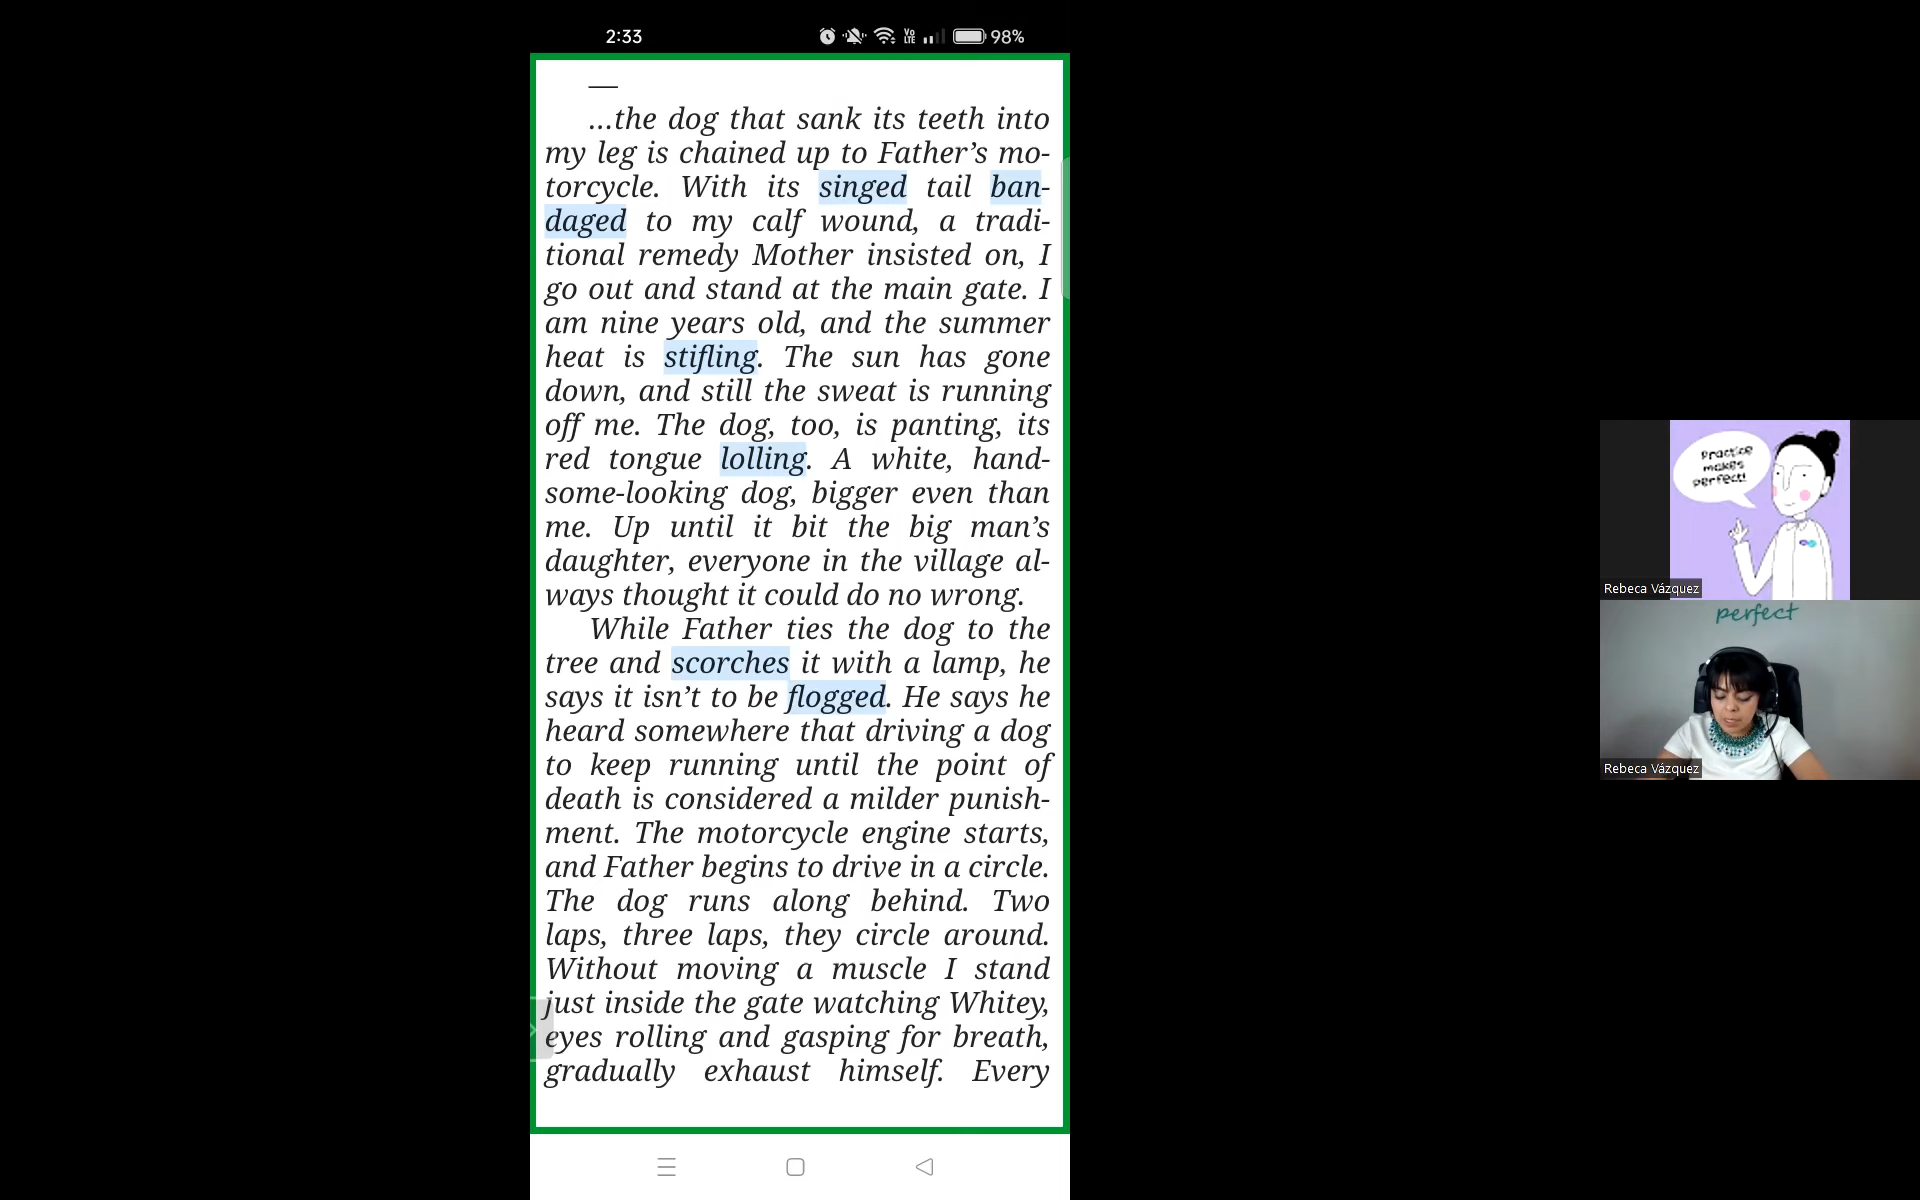 2:33
Vo
LTE
98%
—
...the dog that sank its teeth into
my leg is chained up to Father’s mo-
torcycle. With its singed tail ban-
daged to my calf wound, a tradi-
tional remedy Mother insisted on, I
go out and stand at the main gate. I
am nine years old, and the summer
heat is stifling. The sun has gone
down, and still the sweat is running
off me. The dog, too, is panting, its
red tongue lolling. A white, hand-
some-looking dog, bigger even than
me. Up until it bit the big man’s
daughter, everyone in the village al-
ways thought it could do no wrong.
While Father ties the dog to the
tree and scorches it with a lamp, he
says it isn’t to be flogged. He says he
heard somewhere that driving a dog
to keep running until the point of
death is considered a milder punish-
ment. The motorcycle engine starts,
and Father begins to drive in a circle.
The dog runs along behind. Two
laps, three laps, they circle around.
Without moving a muscle I stand
just inside the gate watching Whitey,
eyes rolling and gasping for breath,
gradually exhaust himself. Every
Practice
makes
perfect!
Rebeca Vázquez
perfect
Rebeca Vázquez